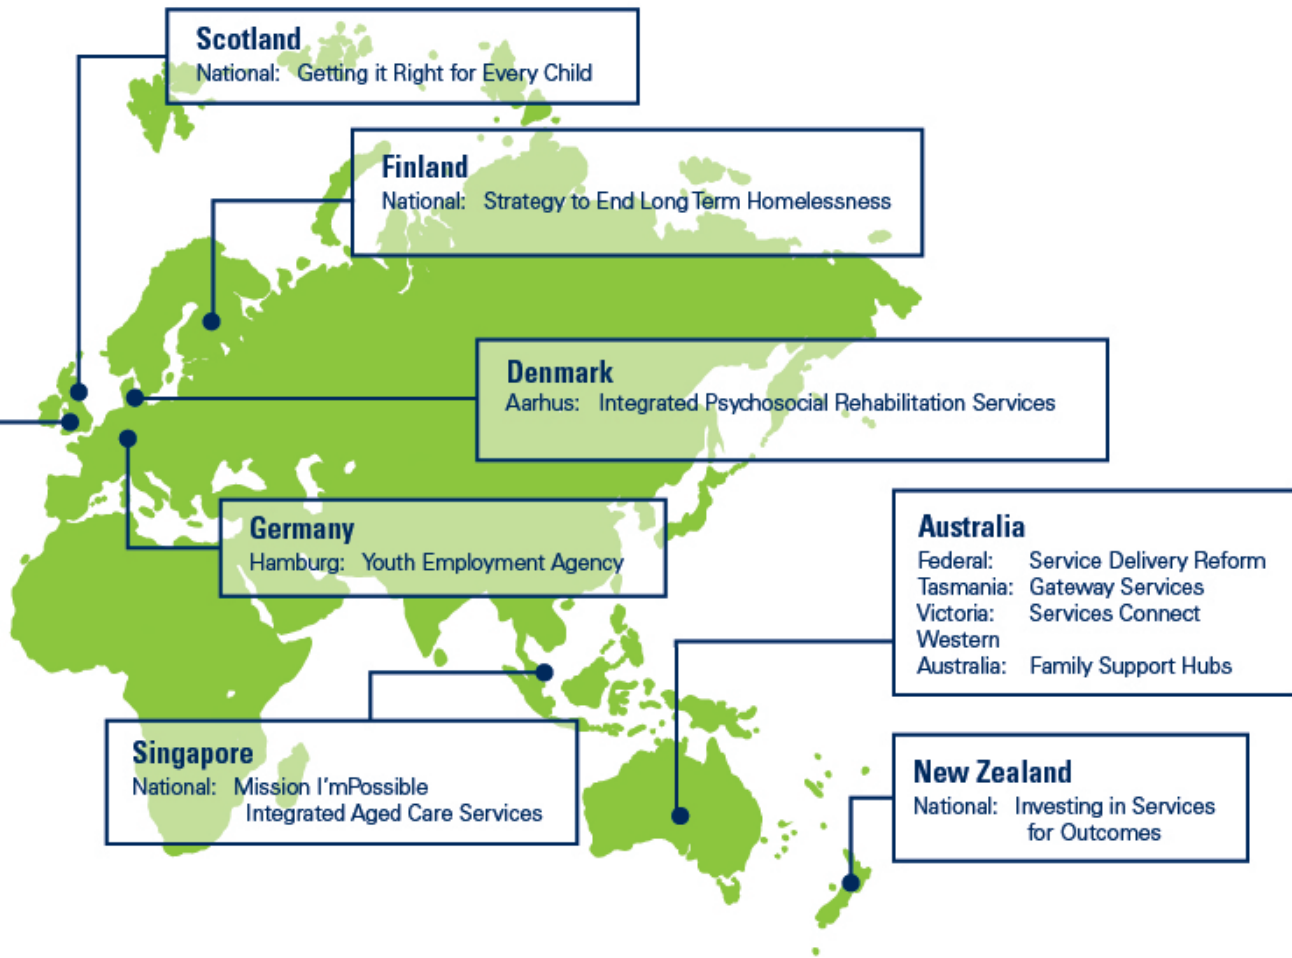 Scotland
National: Getting it Right for Every Child
Finland
National: Strategy to End Long Term Homelessness
Denmark
Aarhus: Integrated Psychosocial Rehabilitation Services
Germany
Hamburg: Youth Employment Agency
Australia
Federal: Service Delivery Reform
Tasmania: Gateway Services
Victoria: Services Connect
Western
Australia: Family Support Hubs
Singapore
National: Mission I'mPossible
Integrated Aged Care Services
New Zealand
National: Investing in Services
for Outcomes